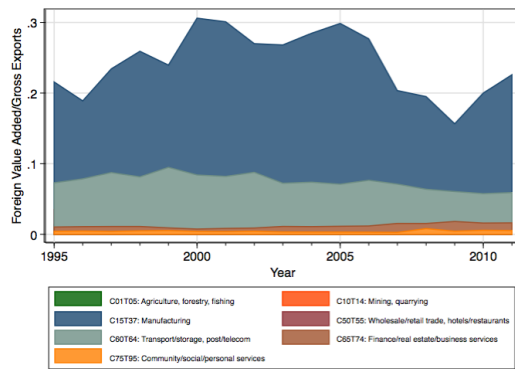 Foreign Value Added/Gross Exports
.3
.2
.1
0
1995
2000
2005
2010
Year
C01T05: Agriculture, forestry, fishing
C10T14: Mining, quarrying
C15T37: Manufacturing
C50T55: Wholesale/retail trade, hotels/restaurants
C60T64: Transport/storage, post/telecom
C65T74: Finance/real estate/business services
C75T95: Community/social/personal services